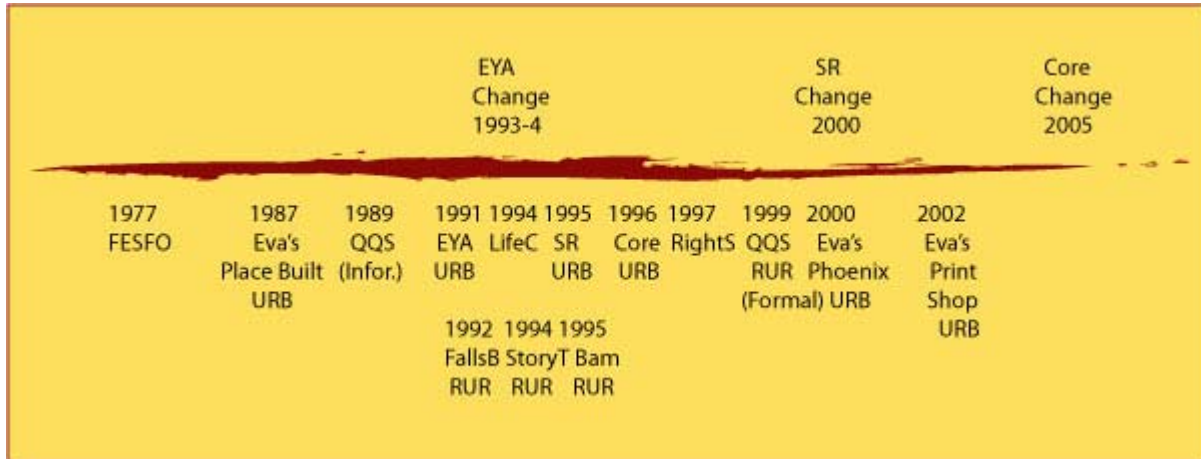 EYA
Change
1993-4
SR
Change
2000
Core
Change
2005
1977
FESFO
1987
Eva's
Place Built
URB
1989
QQS
(Infor.)
1991
EYA
URB
1994
LifeC
1995
SR
URB
1996
Core
URB
1997
RightS
1999
QQS
RUR
(Formal)
2000
Eva's
Phoenix
URB
2002
Eva's
Print
Shop
URB
1992
FallsB
RUR
1994
StoryT
RUR
1995
Bam
RUR